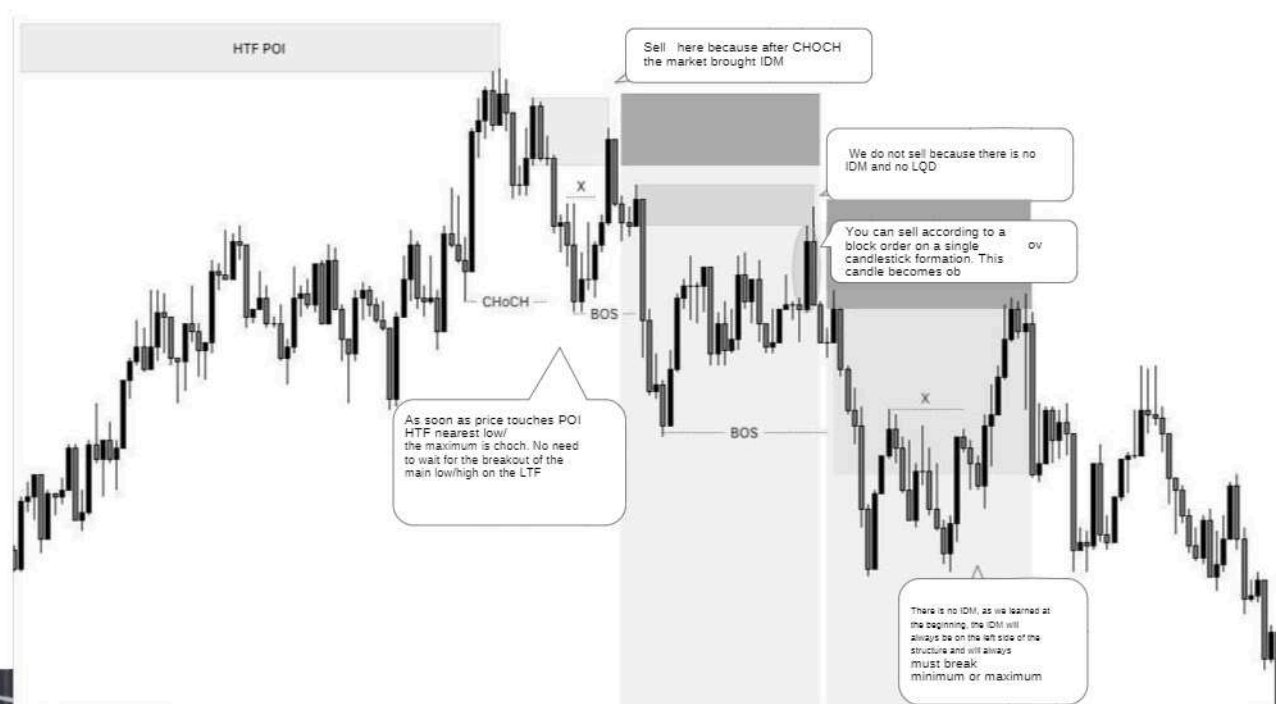 HTF POI
Sell here because after CHOCH
the market brought IDM
We do not sell because there is no
IDM and no LQD
X
You can sell according to a
block order on a single ov
candlestick formation. This
candle becomes ob
CHoCH
BOS
X
As soon as price touches POI
HTF nearest low/
the maximum is choch. No need
to wait for the breakout of the
main low/high on the LTF
BOS
There is no IDM, as we learned at
the beginning, the IDM will
always be on the left side of the
structure and will always
must break
minimum or maximum